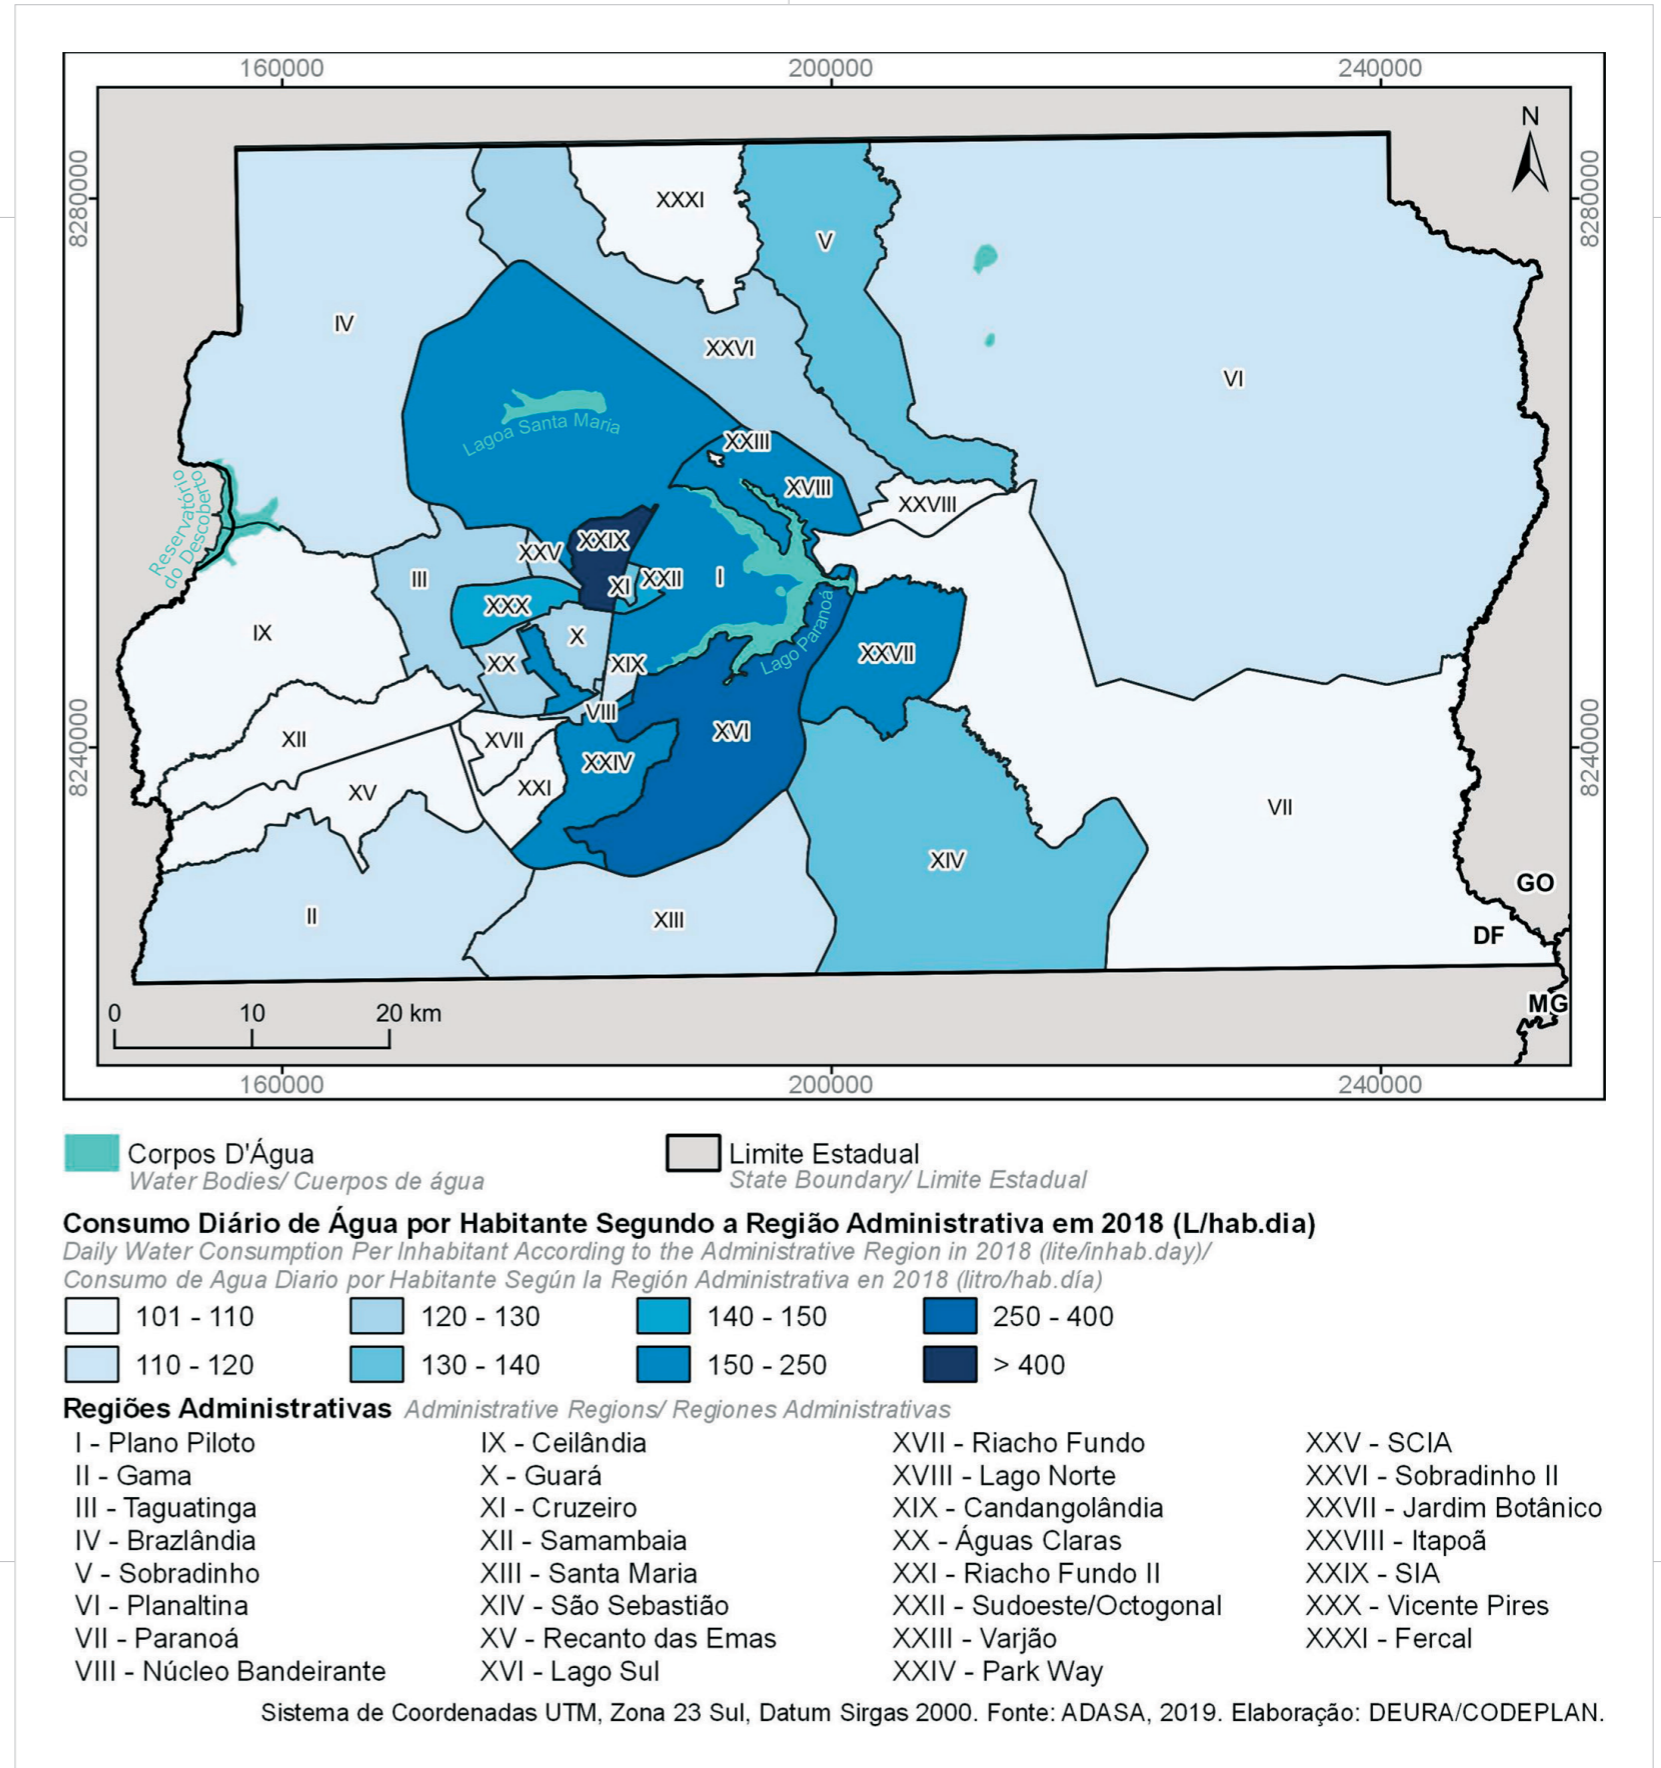 160000 200000 240000
N
8280000 8280000
XXXI
V
IV
XXVI
VI
Lagoa Santa Maria
XXIII
XVIII
XXVIII
Reservatório
do Descoberto
XXIX
XXV
III
XI
XXII
I
XXX
IX
X
XX
XIX
Lago Paranoá
XXVII
VIII
8240000 8240000
XII
XVII
XVI
XXIV
XXI
XV
VII
XIV
GO
II
XIII
DF
MG
0 10 20 km
160000 200000 240000
Corpos D'Água Limite Estadual
Water Bodies/ Cuerpos de água State Boundary/ Limite Estadual
Consumo Diário de Água por Habitante Segundo a Região Administrativa em 2018 (L/hab.dia)
Daily Water Consumption Per Inhabitant According to the Administrative Region in 2018 (lite/inhab.day)/
Consumo de Agua Diario por Habitante Según la Región Administrativa en 2018 (litro/hab.día)
101 - 110 120 - 130 140 - 150 250 - 400
110 - 120 130 - 140 150 - 250 > 400
Regiões Administrativas Administrative Regions/ Regiones Administrativas
I - Plano Piloto IX - Ceilândia XVII - Riacho Fundo XXV - SCIA
II - Gama X - Guará XVIII - Lago Norte XXVI - Sobradinho II
III - Taguatinga XI - Cruzeiro XIX - Candangolândia XXVII - Jardim Botânico
IV - Brazlândia XII - Samambaia XX - Águas Claras XXVIII - Itapoã
V - Sobradinho XIII - Santa Maria XXI - Riacho Fundo II XXIX - SIA
VI - Planaltina XIV - São Sebastião XXII - Sudoeste/Octogonal XXX - Vicente Pires
VII - Paranoá XV - Recanto das Emas XXIII - Varjão XXXI - Fercal
VIII - Núcleo Bandeirante XVI - Lago Sul XXIV - Park Way
Sistema de Coordenadas UTM, Zona 23 Sul, Datum Sirgas 2000. Fonte: ADASA, 2019. Elaboração: DEURA/CODEPLAN.